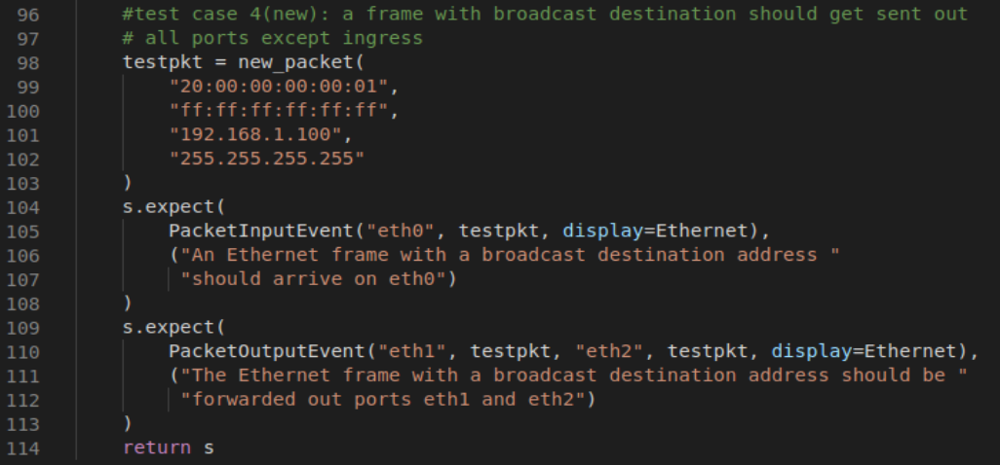 96 #test case 4(new): a frame with broadcast destination should get sent out
97 # all ports except ingress
98 testpkt = new_packet(
99 "20:00:00:00:00:01",
100 "ff:ff:ff:ff:ff:ff",
101 "192.168.1.100",
102 "255.255.255.255"
103 )
104 s.expect(
105 PacketInputEvent("eth0", testpkt, display=Ethernet),
106 ("An Ethernet frame with a broadcast destination address "
107 "should arrive on eth0")
108 )
109 s.expect(
110 PacketOutputEvent("eth1", testpkt, "eth2", testpkt, display=Ethernet),
111 ("The Ethernet frame with a broadcast destination address should be "
112 "forwarded out ports eth1 and eth2")
113 )
114 return s